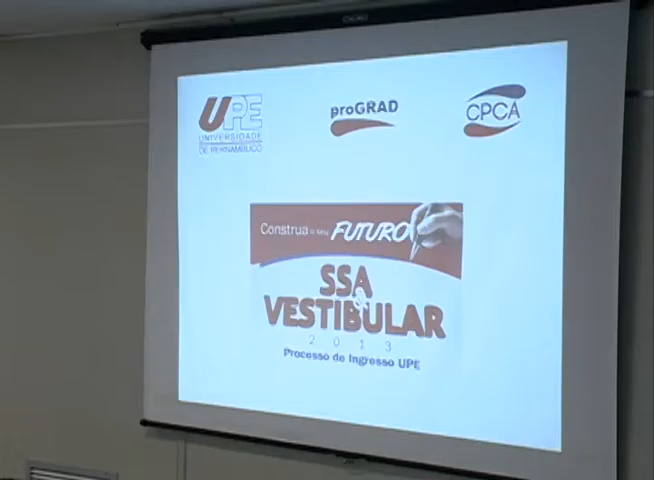 UPE
UNIVERSIDADE
DE PERNAMBUCO
proGRAD
CPCA
Construa o seu FUTURO
SSA
&
VESTIBULAR
2013
Processo de Ingresso UPE